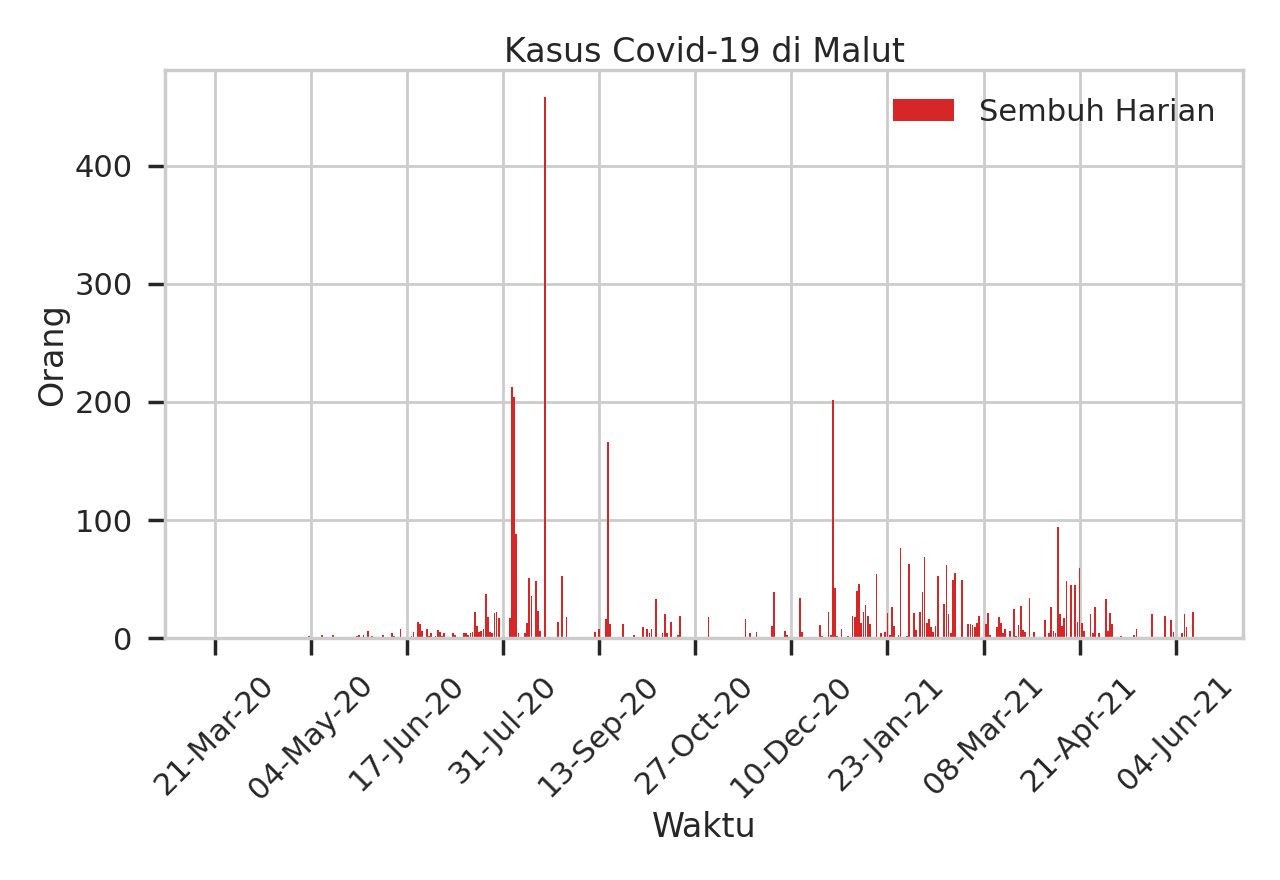 Kasus Covid-19 di Malut
Sembuh Harian
Orang
400
300
200
100
0
21-Mar-20
04-May-20
17-Jun-20
31-Jul-20
13-Sep-20
27-Oct-20
10-Dec-20
23-Jan-21
08-Mar-21
21-Apr-21
04-Jun-21
Waktu